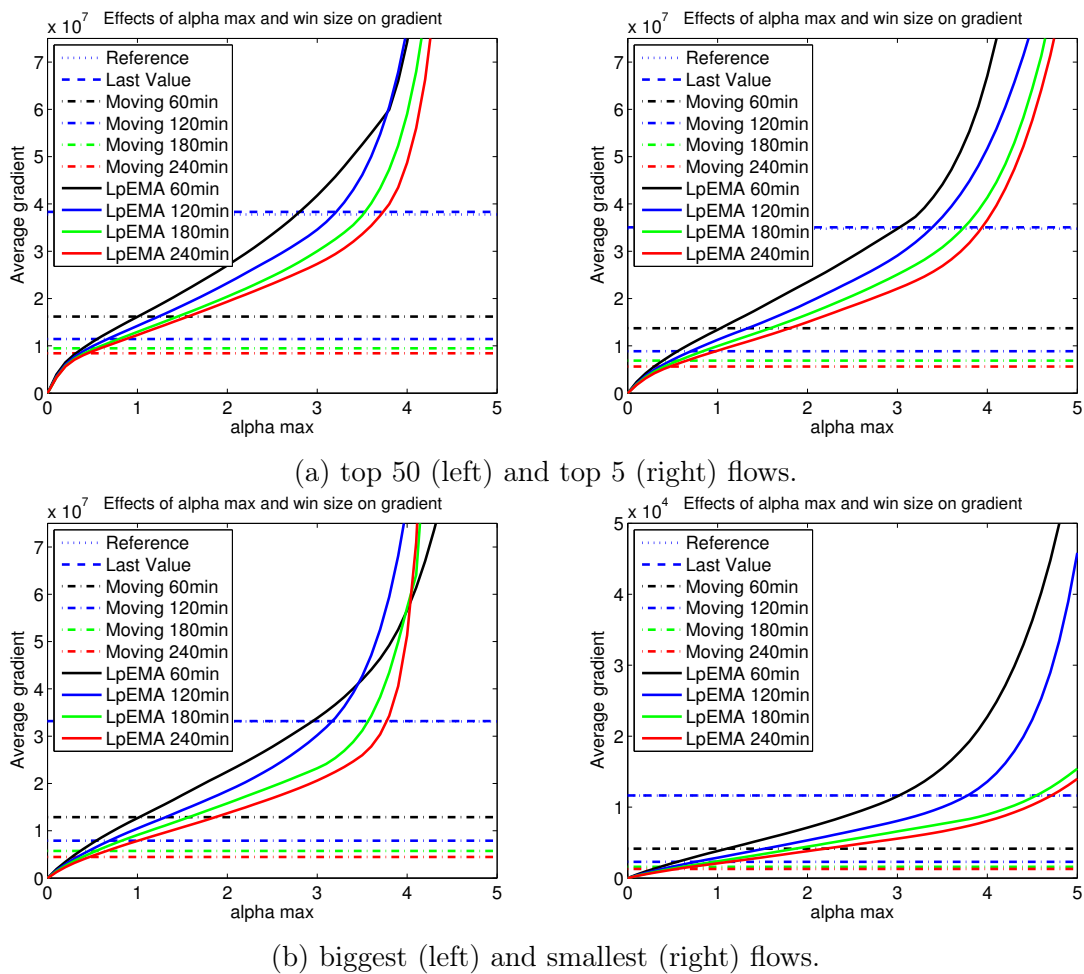 x 10^7
Effects of alpha max and win size on gradient
7
6
5
4
3
2
1
0
Average gradient
Reference
Last Value
Moving 60min
Moving 120min
Moving 180min
Moving 240min
LpEMA 60min
LpEMA 120min
LpEMA 180min
LpEMA 240min
0 1 2 3 4 5
alpha max
x 10^7
Effects of alpha max and win size on gradient
7
6
5
4
3
2
1
0
Average gradient
Reference
Last Value
Moving 60min
Moving 120min
Moving 180min
Moving 240min
LpEMA 60min
LpEMA 120min
LpEMA 180min
LpEMA 240min
0 1 2 3 4 5
alpha max
(a) top 50 (left) and top 5 (right) flows.
x 10^7
Effects of alpha max and win size on gradient
7
6
5
4
3
2
1
0
Average gradient
Reference
Last Value
Moving 60min
Moving 120min
Moving 180min
Moving 240min
LpEMA 60min
LpEMA 120min
LpEMA 180min
LpEMA 240min
0 1 2 3 4 5
alpha max
x 10^4
Effects of alpha max and win size on gradient
5
4
3
2
1
0
Average gradient
Reference
Last Value
Moving 60min
Moving 120min
Moving 180min
Moving 240min
LpEMA 60min
LpEMA 120min
LpEMA 180min
LpEMA 240min
0 1 2 3 4 5
alpha max
(b) biggest (left) and smallest (right) flows.